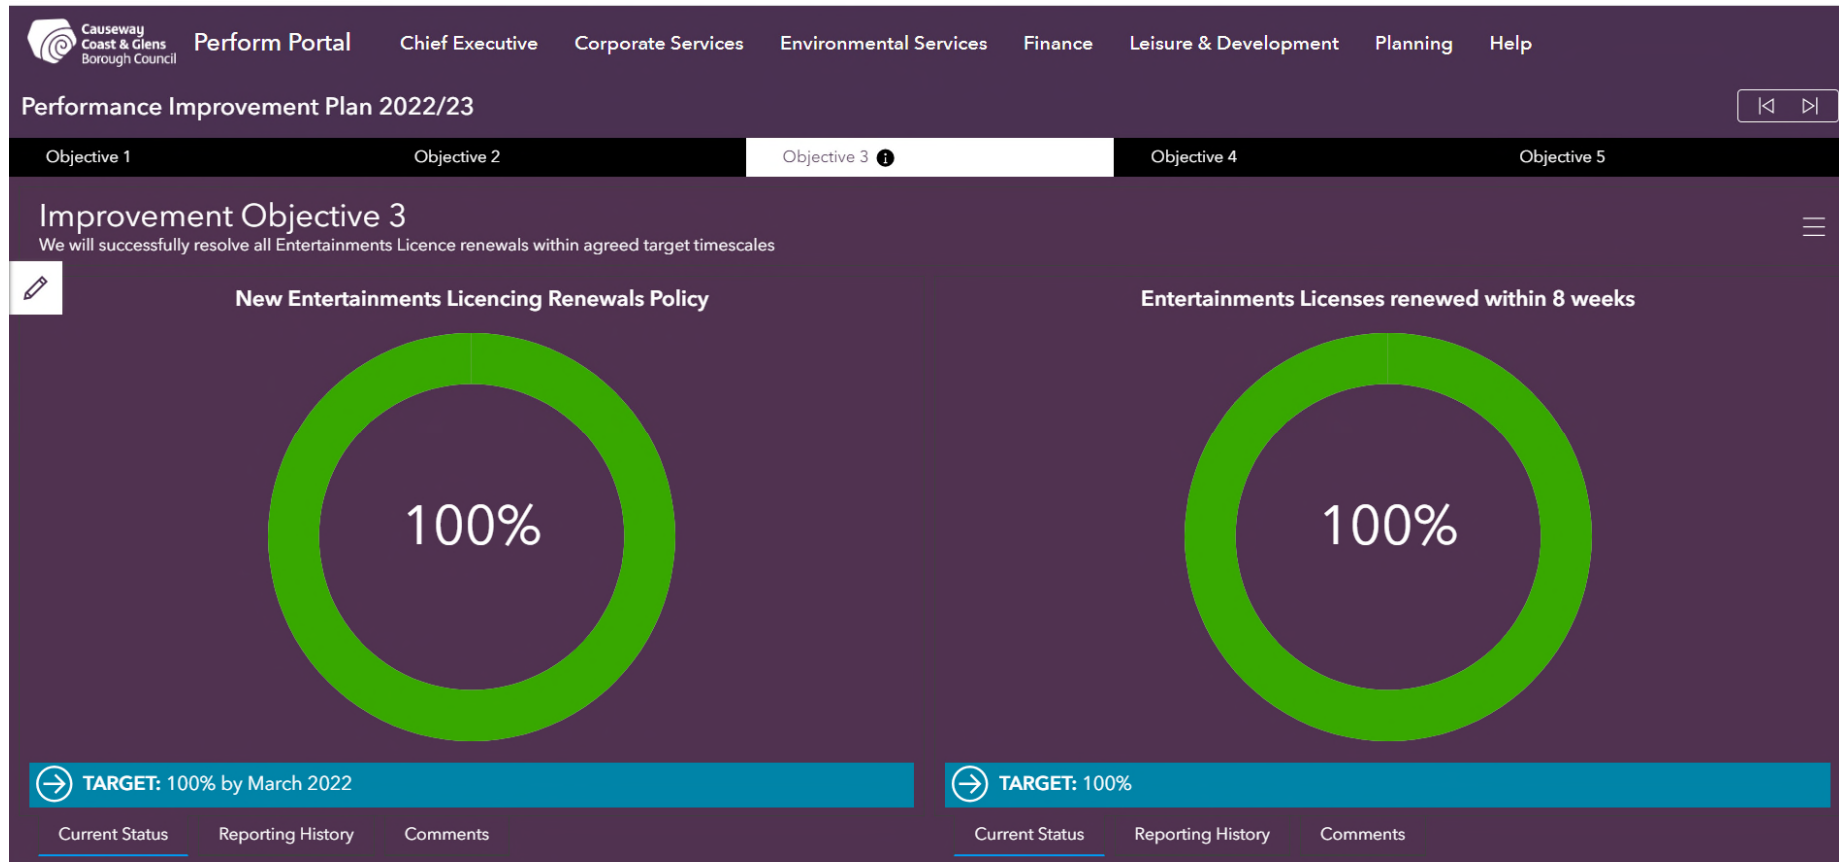 Causeway
Coast & Glens
Borough Council
Perform Portal
Chief Executive
Corporate Services
Environmental Services
Finance
Leisure & Development
Planning
Help
Performance Improvement Plan 2022/23
Objective 1
Objective 2
Objective 3
Objective 4
Objective 5
Improvement Objective 3
We will successfully resolve all Entertainments Licence renewals within agreed target timescales
New Entertainments Licencing Renewals Policy
100%
TARGET: 100% by March 2022
Current Status
Reporting History
Comments
Entertainments Licenses renewed within 8 weeks
100%
TARGET: 100%
Current Status
Reporting History
Comments